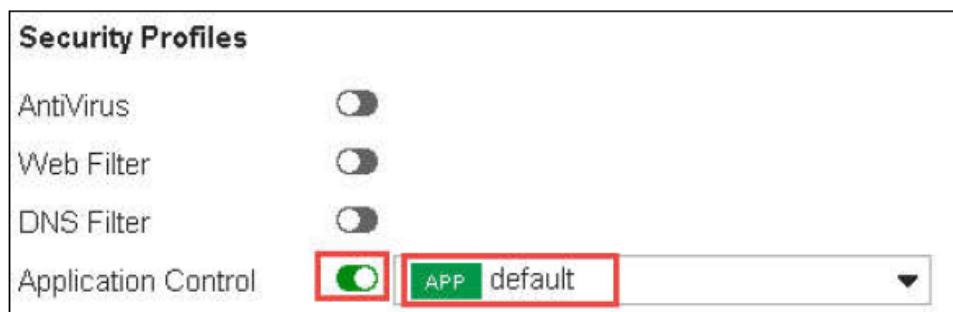 Security Profiles
AntiVirus
Web Filter
DNS Filter
Application Control APP default